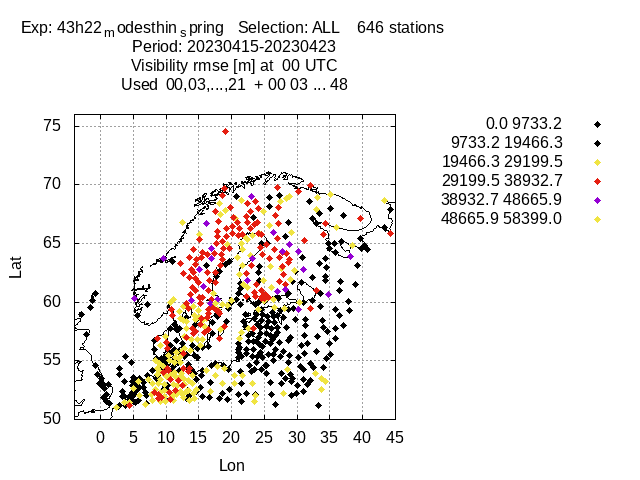 Exp: 43h22modesthinspring   Selection: ALL    646 stations
Period: 20230415-20230423
Visibility rmse [m] at  00 UTC
Used  00,03,...,21  + 00 03 ... 48
0.0 9733.2
9733.2 19466.3
19466.3 29199.5
29199.5 38932.7
38932.7 48665.9
48665.9 58399.0
75
70
65
60
55
50
Lat
0 5 10 15 20 25 30 35 40 45
Lon